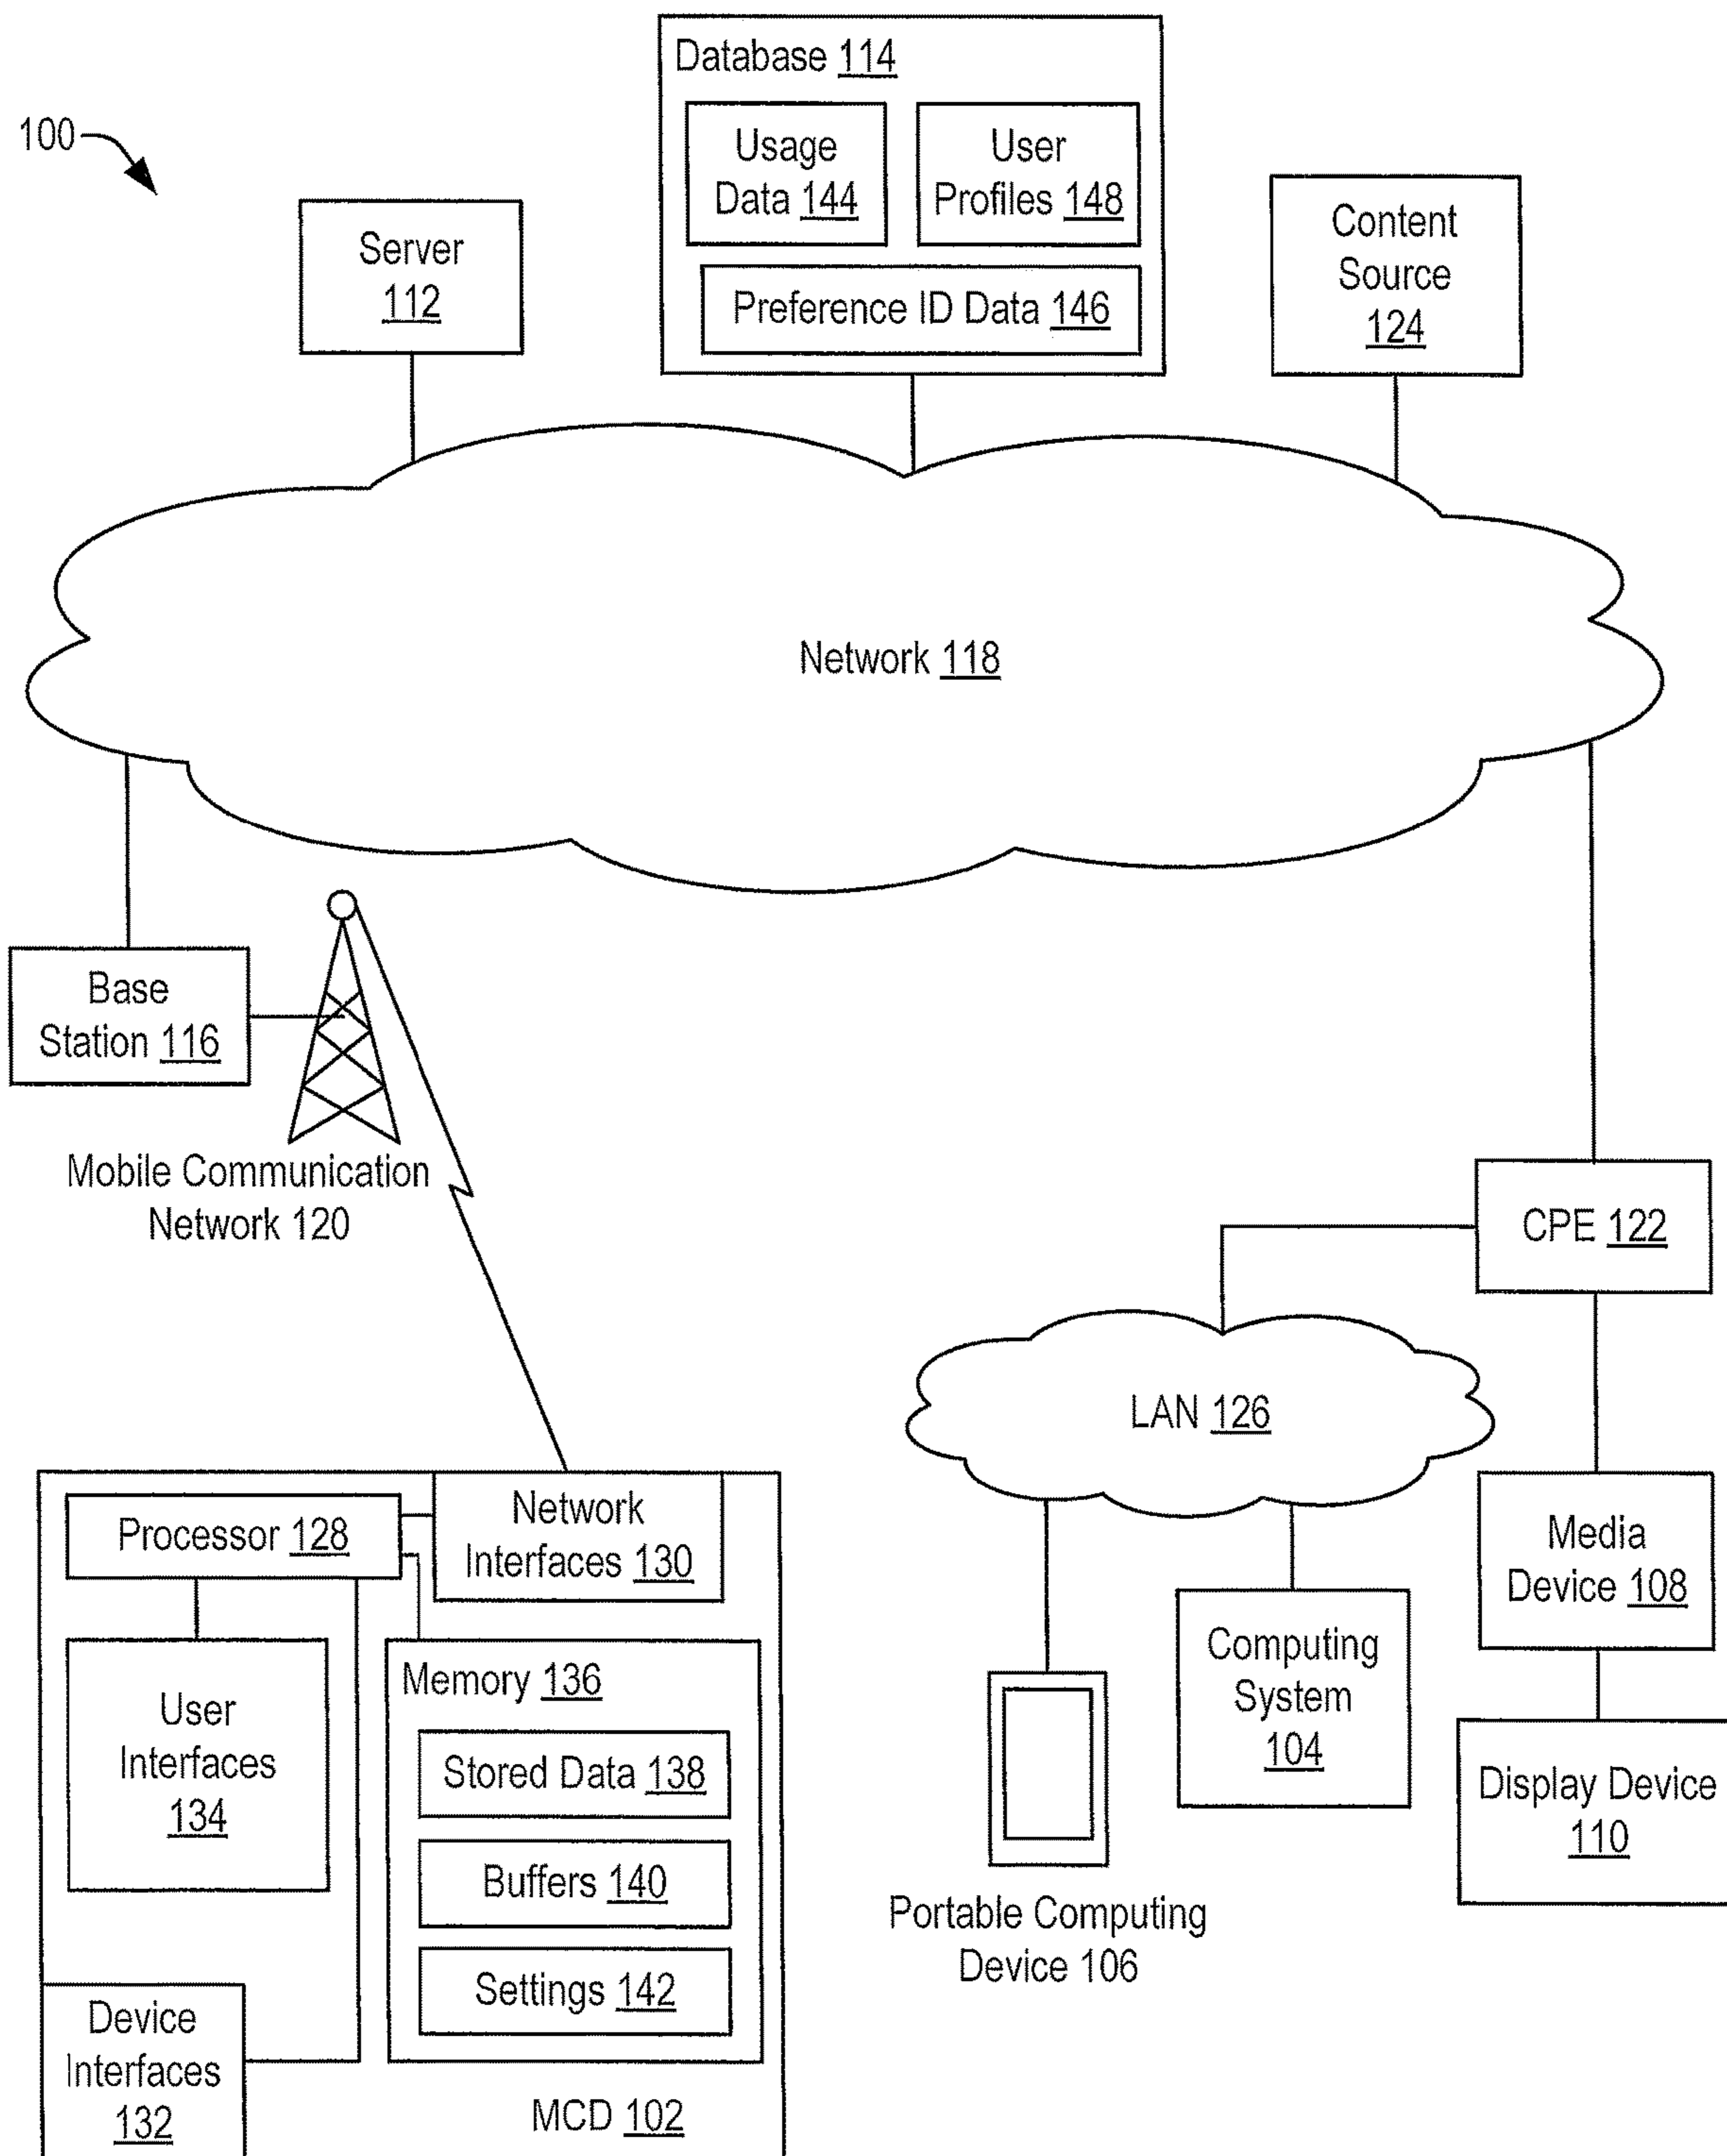 100
Database 114
Usage
Data 144
User
Profiles 148
Preference ID Data 146
Server
112
Content
Source
124
Network 118
Base
Station 116
Mobile Communication
Network 120
CPE 122
LAN 126
Processor 128
Network
Interfaces 130
User
Interfaces
134
Memory 136
Stored Data 138
Buffers 140
Settings 142
Device
Interfaces
132
MCD 102
Portable Computing
Device 106
Computing
System
104
Media
Device 108
Display Device
110